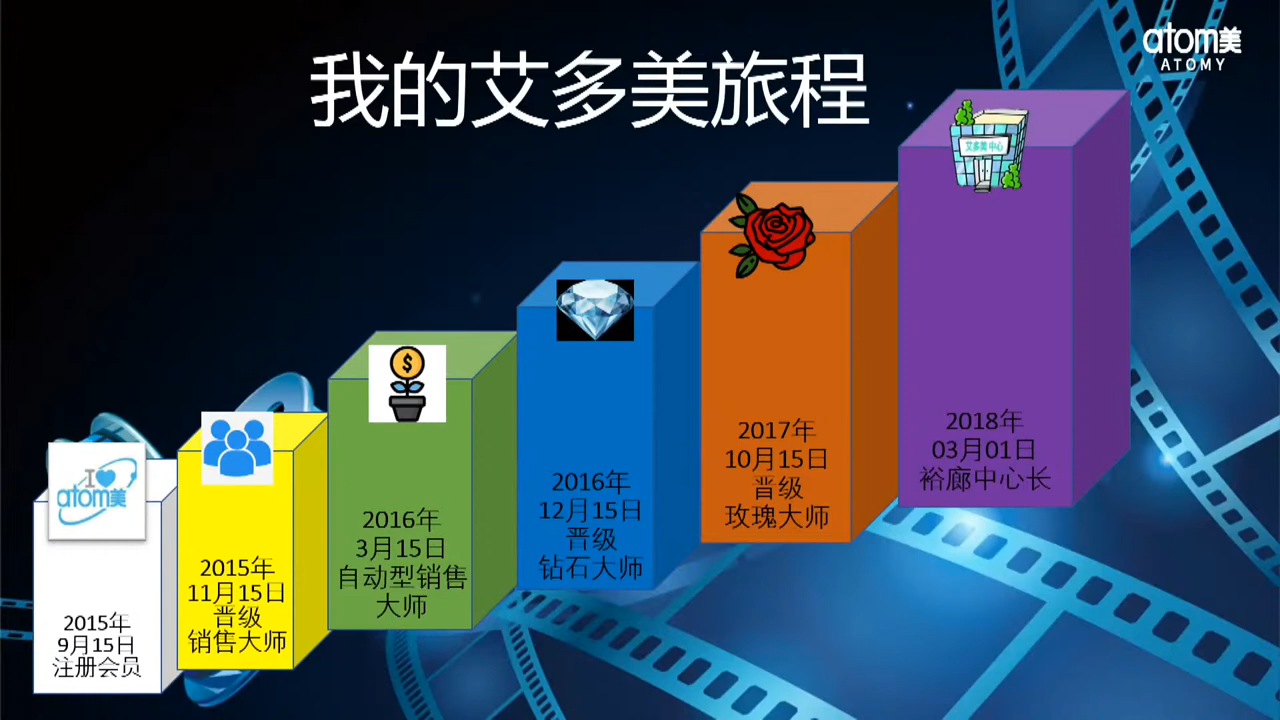 我的艾多美旅程
atom美
ATOMY
I
atom美
2015年
9月15日
注册会员
2015年
11月15日
晋级
销售大师
$
2016年
3月15日
自动型销售
大师
2016年
12月15日
晋级
钻石大师
2017年
10月15日
晋级
玫瑰大师
艾多美中心
2018年
03月01日
裕廊中心长